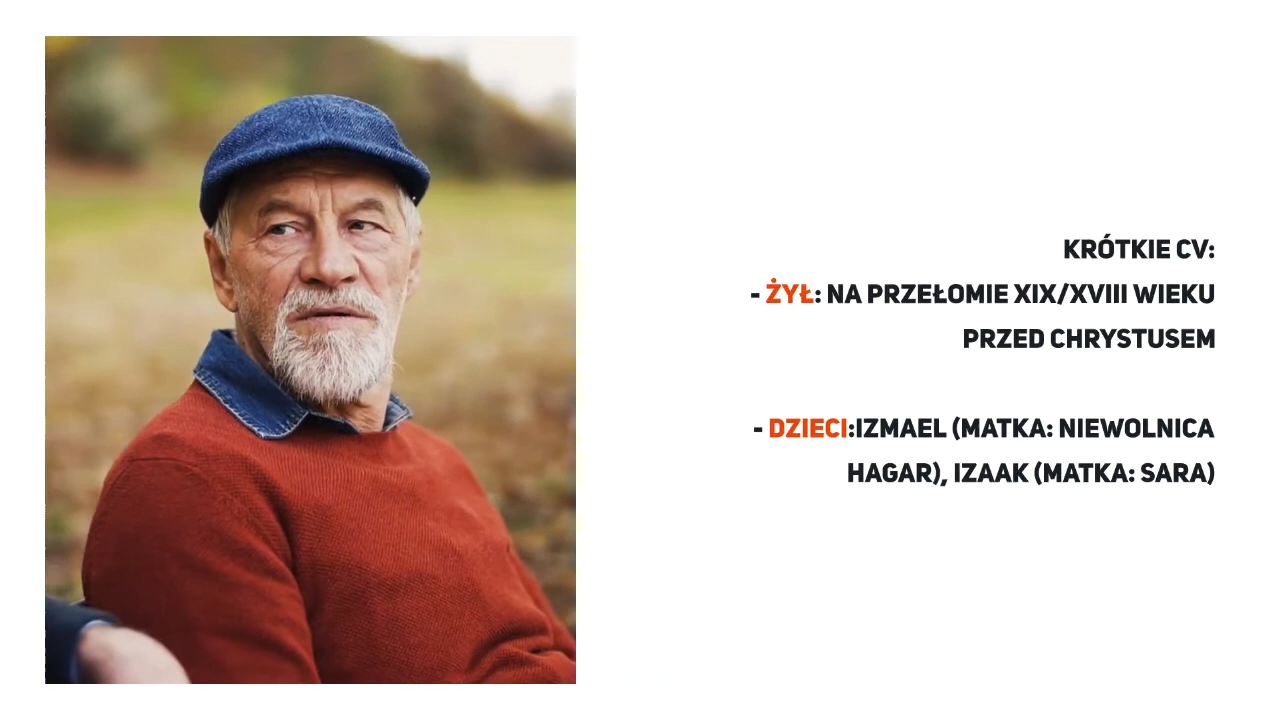 KRÓTKIE CV:
- ŻYŁ: NA PRZEŁOMIE XIX/XVIII WIEKU
PRZED CHRYSTUSEM
- DZIECI:IZMAEL (MATKA: NIEWOLNICA
HAGAR), IZAAK (MATKA: SARA)